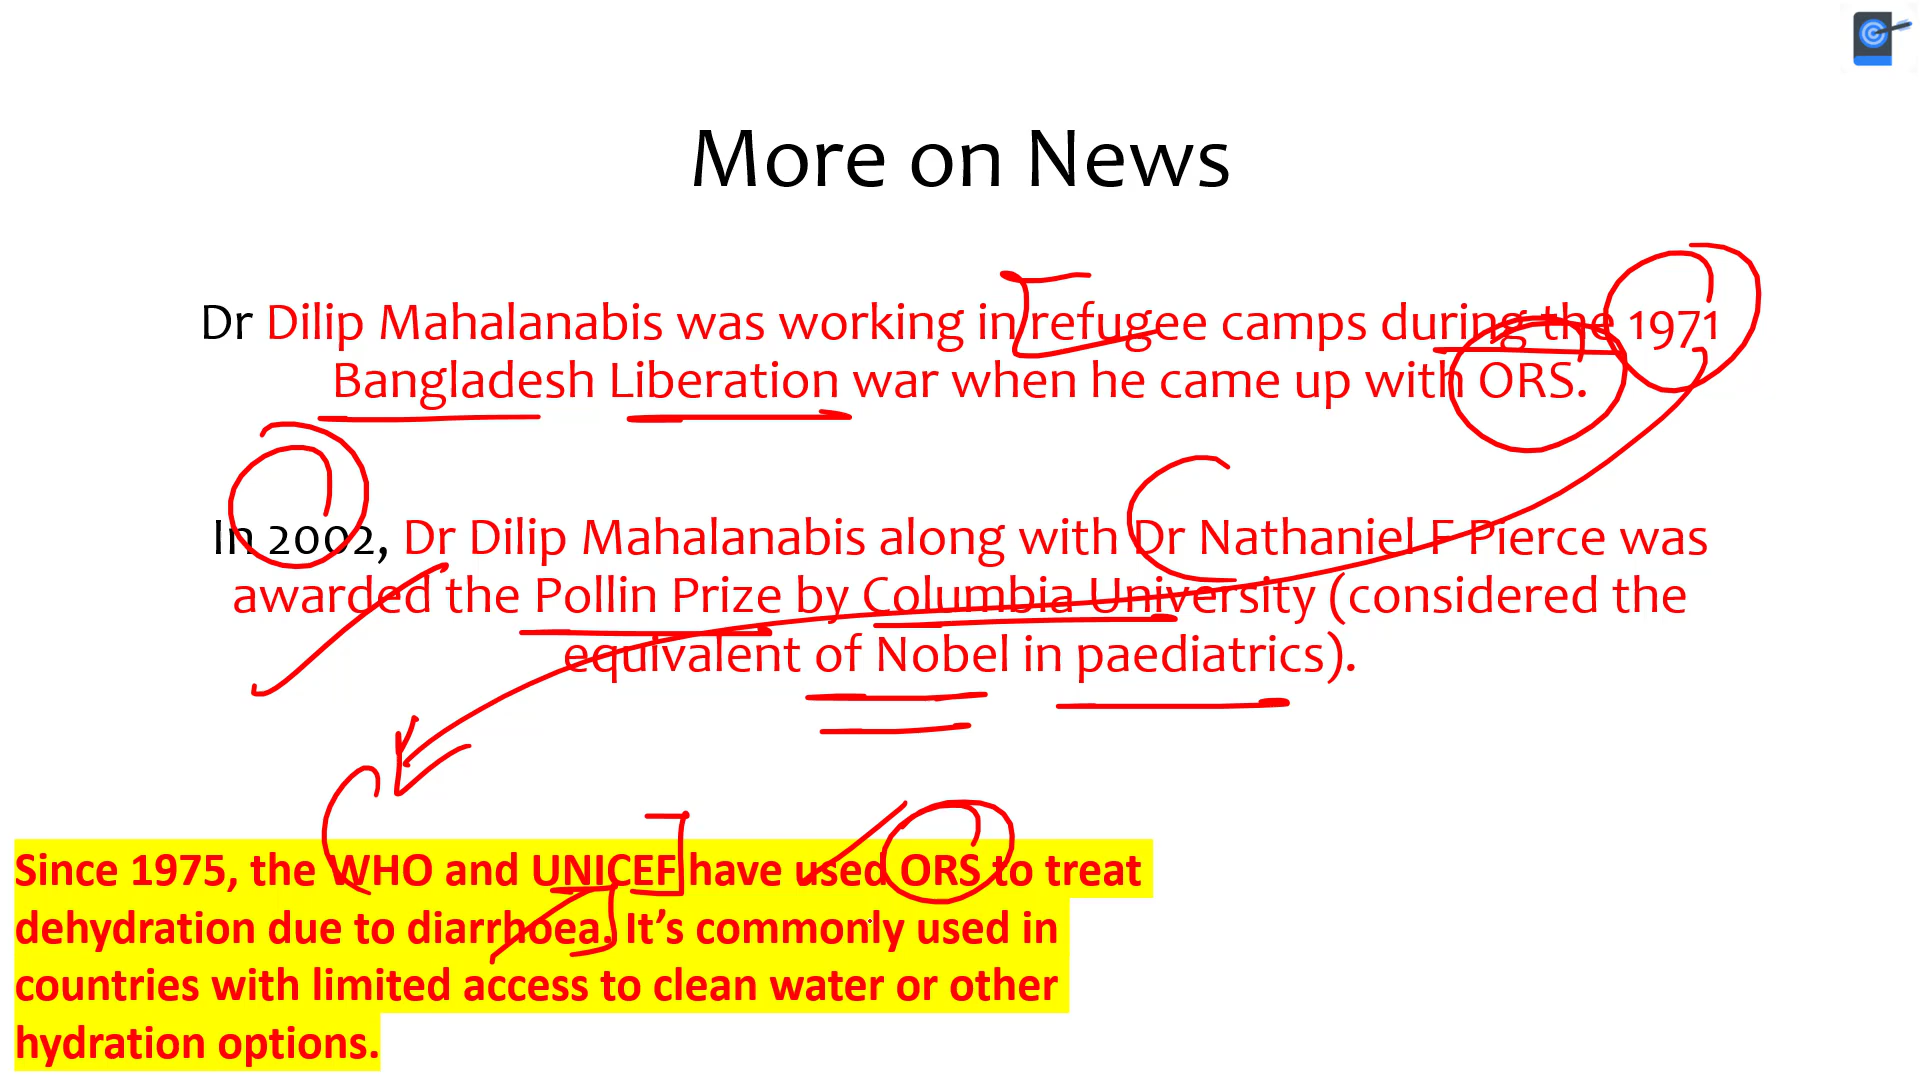 More on News
Dr Dilip Mahalanabis was working in refugee camps during the 1971
Bangladesh Liberation war when he came up with ORS.
In 2002, Dr Dilip Mahalanabis along with Dr Nathaniel F Pierce was
awarded the Pollin Prize by Columbia University (considered the
equivalent of Nobel in paediatrics).
Since 1975, the WHO and UNICEF have used ORS to treat
dehydration due to diarrhoea. It’s commonly used in
countries with limited access to clean water or other
hydration options.